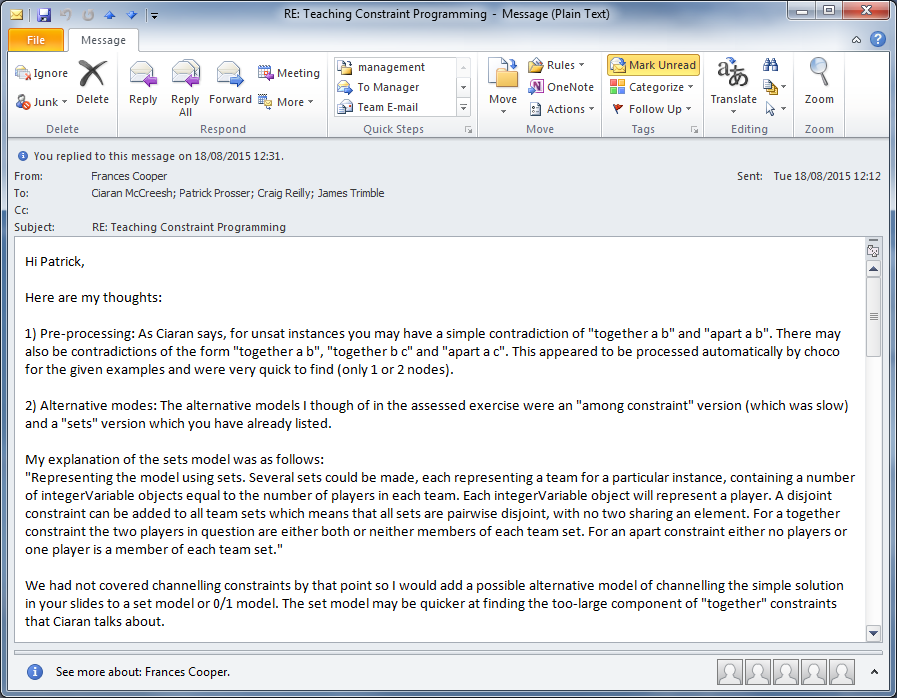 RE: Teaching Constraint Programming - Message (Plain Text)
File Message
Ignore Meeting management Rules Mark Unread
Junk Delete Reply Reply All Forward More To Manager Team E-mail Move OneNote Actions Categorize Follow Up Translate Zoom
Delete Respond Quick Steps Move Tags Editing Zoom
You replied to this message on 18/08/2015 12:31.
From: Frances Cooper Sent: Tue 18/08/2015 12:12
To: Ciaran McCreesh; Patrick Prosser; Craig Reilly; James Trimble
Cc:
Subject: RE: Teaching Constraint Programming
Hi Patrick,
Here are my thoughts:
1) Pre-processing: As Ciaran says, for unsat instances you may have a simple contradiction of "together a b" and "apart a b". There may
also be contradictions of the form "together a b", "together b c" and "apart a c". This appeared to be processed automatically by choco
for the given examples and were very quick to find (only 1 or 2 nodes).
2) Alternative modes: The alternative models I though of in the assessed exercise were an "among constraint" version (which was slow)
and a "sets" version which you have already listed.
My explanation of the sets model was as follows:
"Representing the model using sets. Several sets could be made, each representing a team for a particular instance, containing a number
of integerVariable objects equal to the number of players in each team. Each integerVariable object will represent a player. A disjoint
constraint can be added to all team sets which means that all sets are pairwise disjoint, with no two sharing an element. For a together
constraint the two players in question are either both or neither members of each team set. For an apart constraint either no players or
one player is a member of each team set."
We had not covered channelling constraints by that point so I would add a possible alternative model of channelling the simple solution
in your slides to a set model or 0/1 model. The set model may be quicker at finding the too-large component of "together" constraints
that Ciaran talks about.
See more about: Frances Cooper.